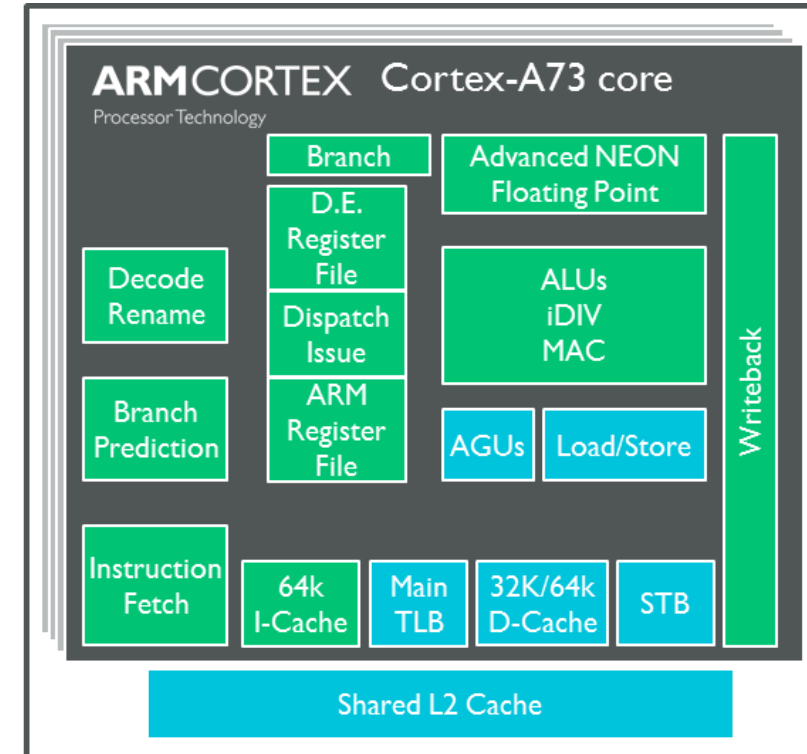 ARMCORTEX Cortex-A73 core
Processor Technology
Branch
Advanced NEON
Floating Point
D.E.
Register
File
Decode
Rename
Dispatch
Issue
ALUs
iDIV
MAC
Writeback
Branch
Prediction
ARM
Register
File
AGUs
Load/Store
Instruction
Fetch
64k
I-Cache
Main
TLB
32K/64k
D-Cache
STB
Shared L2 Cache